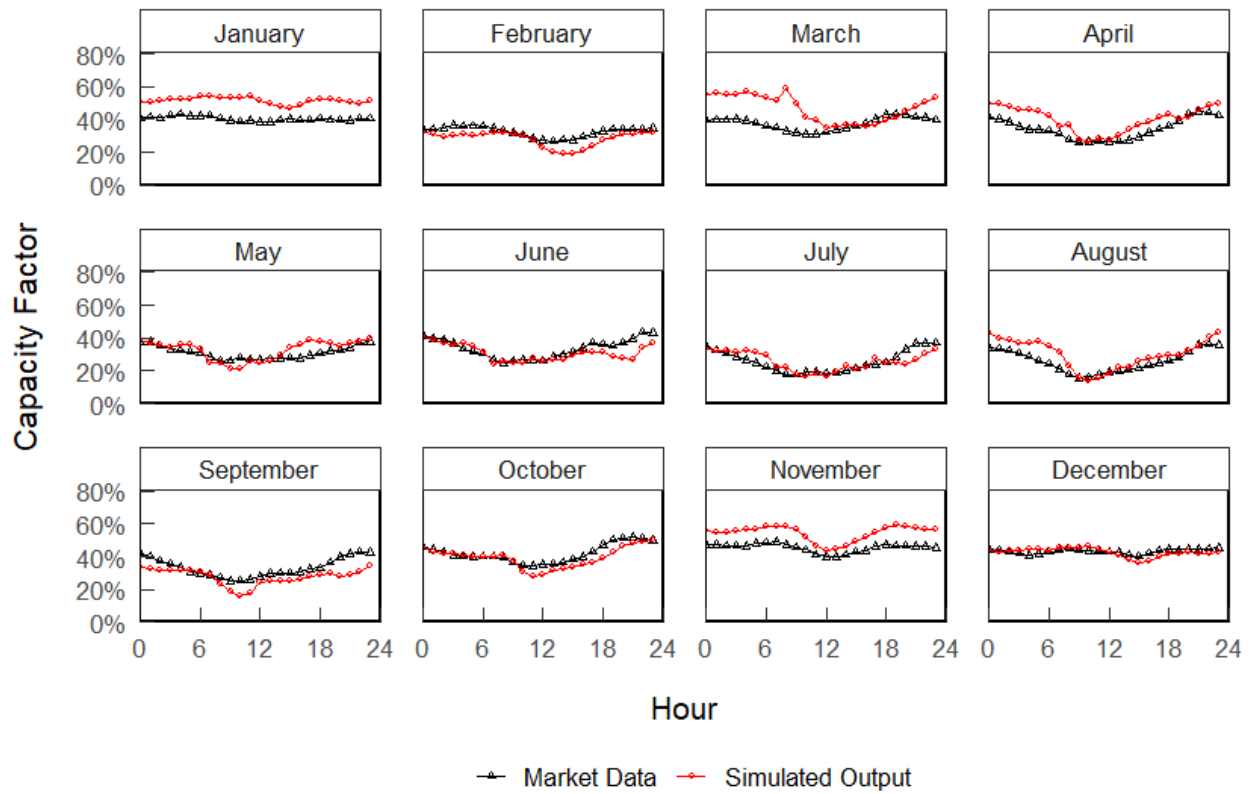 January February March April
80%
60%
40%
20%
0%
May June July August
80%
60%
40%
20%
0%
Capacity Factor
September October November December
80%
60%
40%
20%
0%
0 6 12 18 24 0 6 12 18 24 0 6 12 18 24 0 6 12 18 24
Hour
Market Data Simulated Output